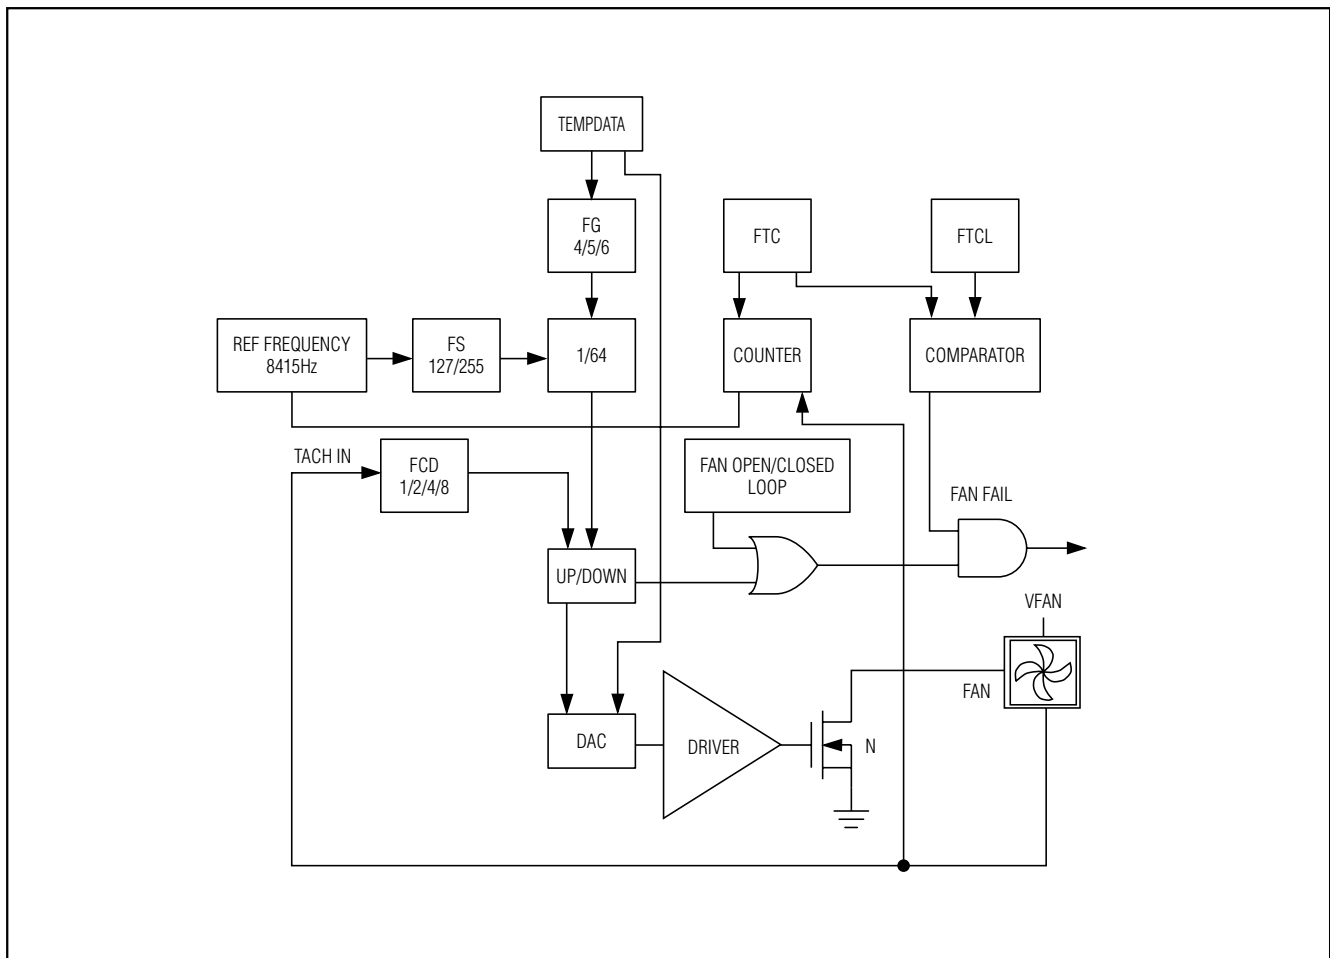 TEMPDATA
FG
4/5/6
FTC
FTCL
REF FREQUENCY
8415Hz
FS
127/255
1/64
COUNTER
COMPARATOR
TACH IN
FCD
1/2/4/8
FAN OPEN/CLOSED
LOOP
FAN FAIL
UP/DOWN
VFAN
FAN
DAC
DRIVER
N